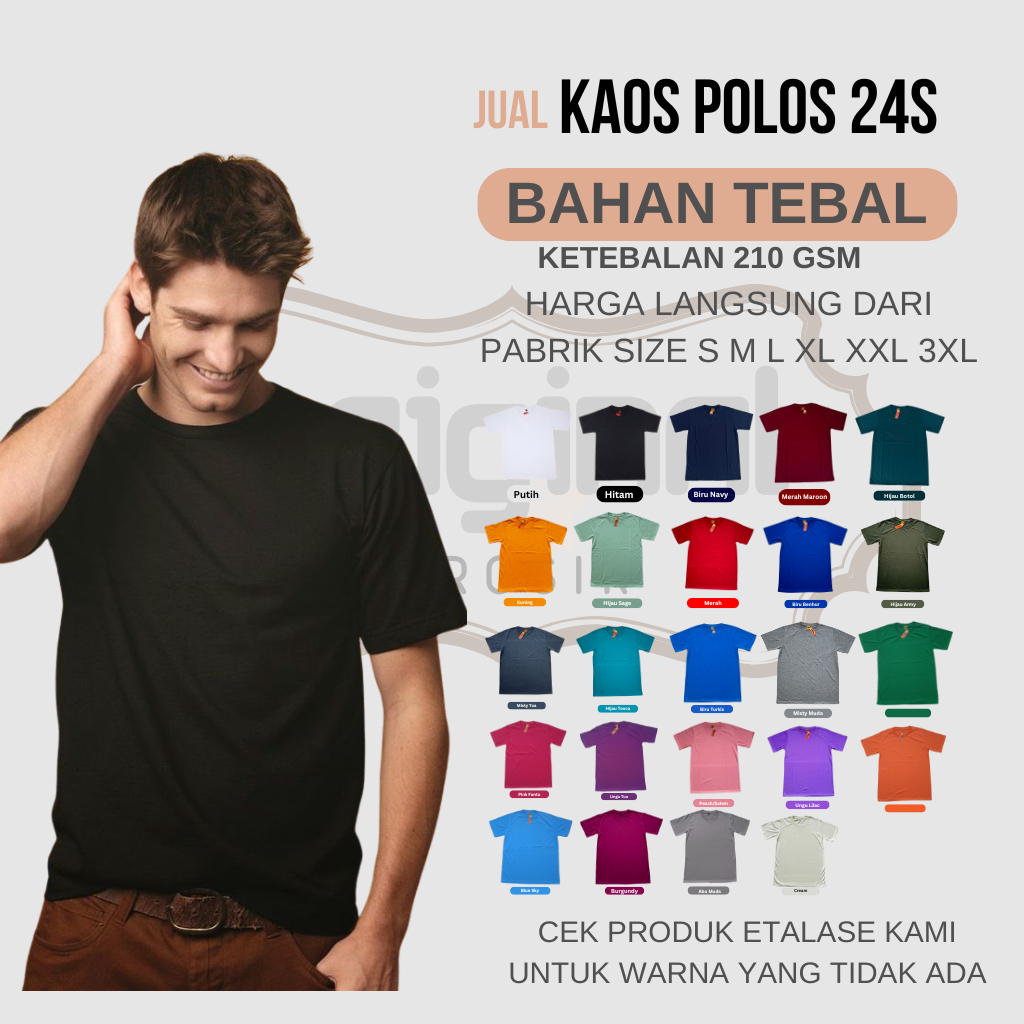 JUAL KAOS POLOS 24S
BAHAN TEBAL
KETEBALAN 210 GSM
HARGA LANGSUNG DARI
PABRIK SIZE S M L XL XXL 3XL
Putih
Hitam
Biru Navy
Merah Maroon
Hijau Botol
Kuning
Hijau Sage
Merah
Biru Benhur
Hijau Army
Misty Tua
Hijau Tosca
Biru Turkis
Misty Muda
Pink Fanta
Ungu Tua
Peach/Salem
Ungu Lilac
Blue Sky
Burgundy
Abu Muda
Cream
CEK PRODUK ETALASE KAMI
UNTUK WARNA YANG TIDAK ADA